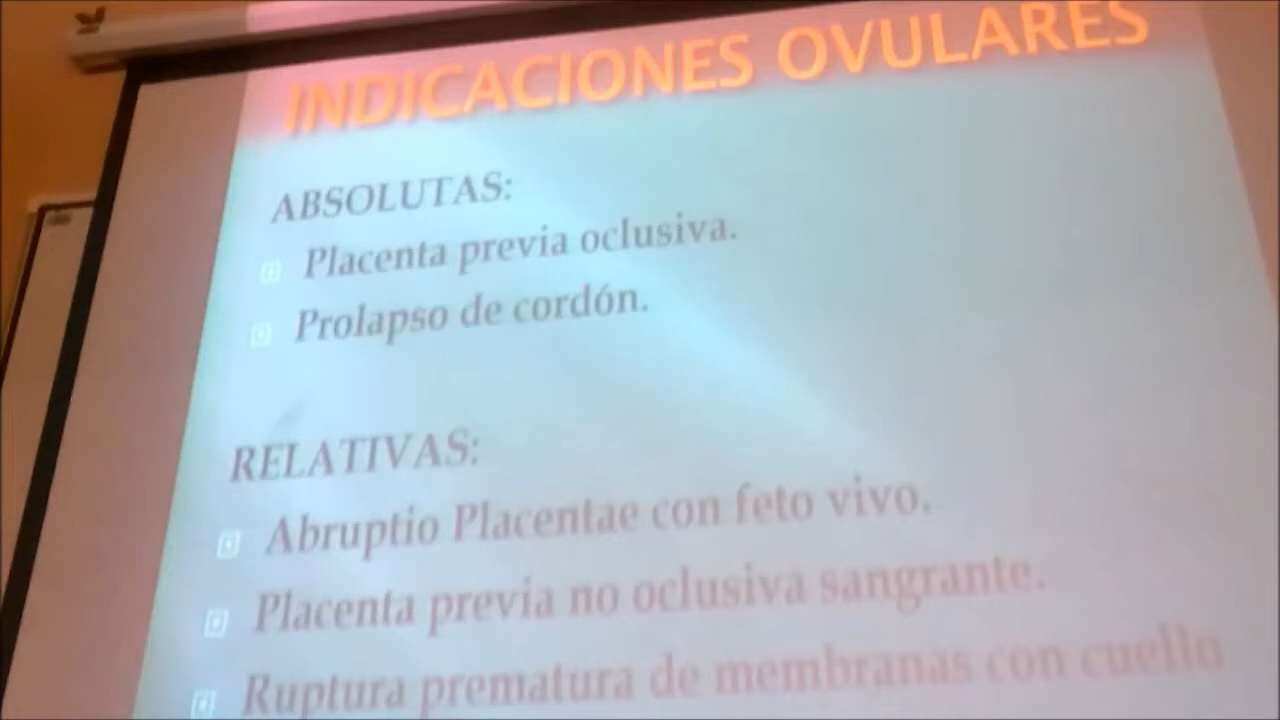 INDICACIONES OVULARES
ABSOLUTAS:
Placenta previa oclusiva.
Prolapso de cordón.
RELATIVAS:
Abruptio Placentae con feto vivo.
Placenta previa no oclusiva sangrante.
Ruptura prematura de membranas con cuello